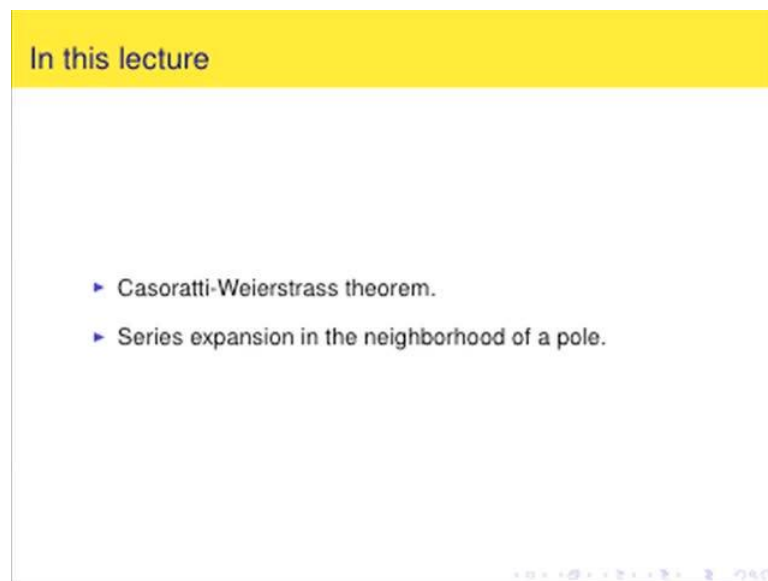 In this lecture
Casoratti-Weierstrass theorem.
Series expansion in the neighborhood of a pole.